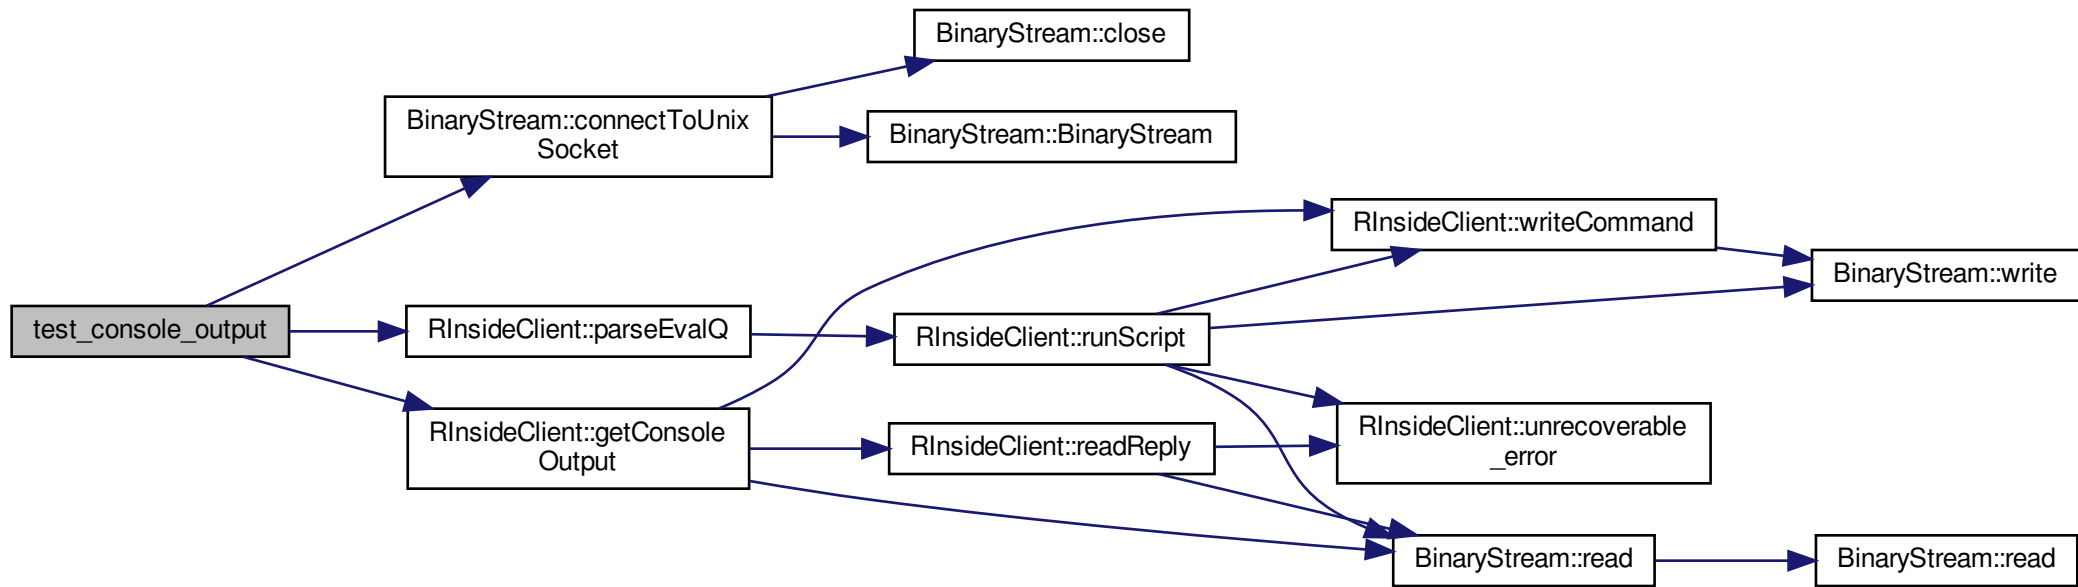 BinaryStream::close
BinaryStream::connectToUnix
Socket
BinaryStream::BinaryStream
RInsideClient::writeCommand
BinaryStream::write
test_console_output
RInsideClient::parseEvalQ
RInsideClient::runScript
RInsideClient::getConsole
Output
RInsideClient::readReply
RInsideClient::unrecoverable
_error
BinaryStream::read
BinaryStream::read